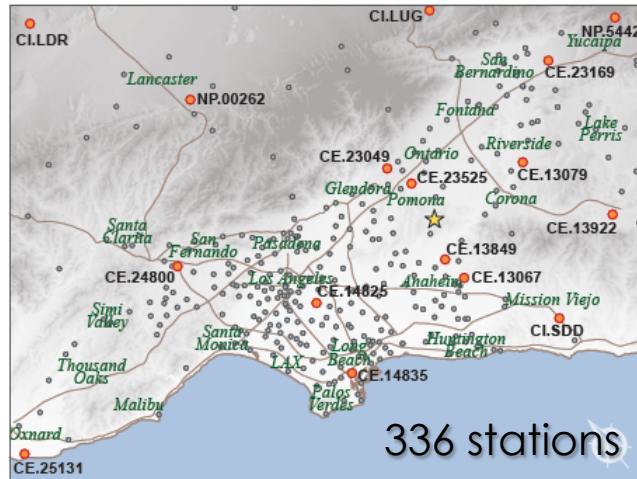 CI.LDR
CI.LUG
NP.5442
Yucaipa
San
Bernardino
CE.23169
Lancaster
NP.00262
Fontana
Lake
Perris
Riverside
Ontario
CE.23049
CE.23525
CE.13079
Glendora
Pomona
Corona
CE.13922
Santa
Clarita
San
Fernando
Pasadena
CE.13849
CE.24800
Los Angeles
Anaheim
CE.13067
CE.14825
Mission Viejo
Simi
Valley
CI.SDD
Santa
Monica
Long
Beach
Huntington
Beach
LAX
Thousand
Oaks
CE.14835
Palos
Verdes
Malibu
Oxnard
336 stations
CE.25131